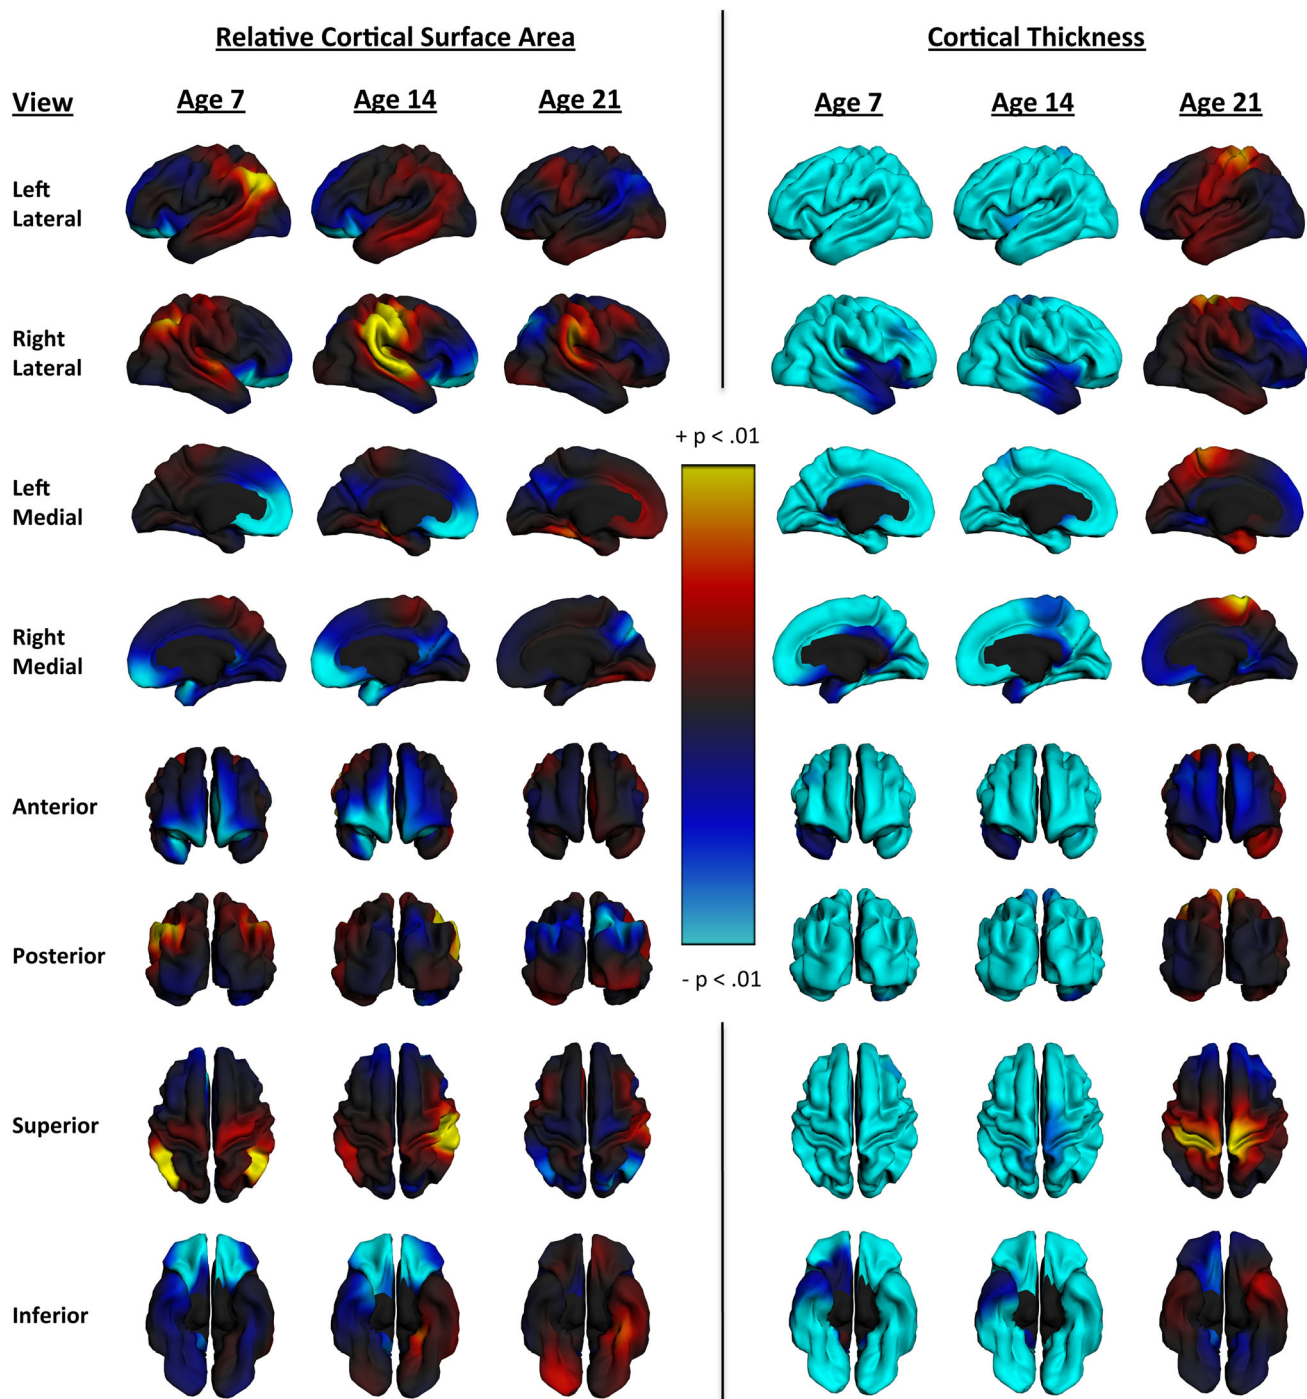 Relative Cortical Surface Area
Cortical Thickness
View
Age 7
Age 14
Age 21
Age 7
Age 14
Age 21
Left
Lateral
Right
Lateral
+ p < .01
Left
Medial
Right
Medial
Anterior
Posterior
- p < .01
Superior
Inferior